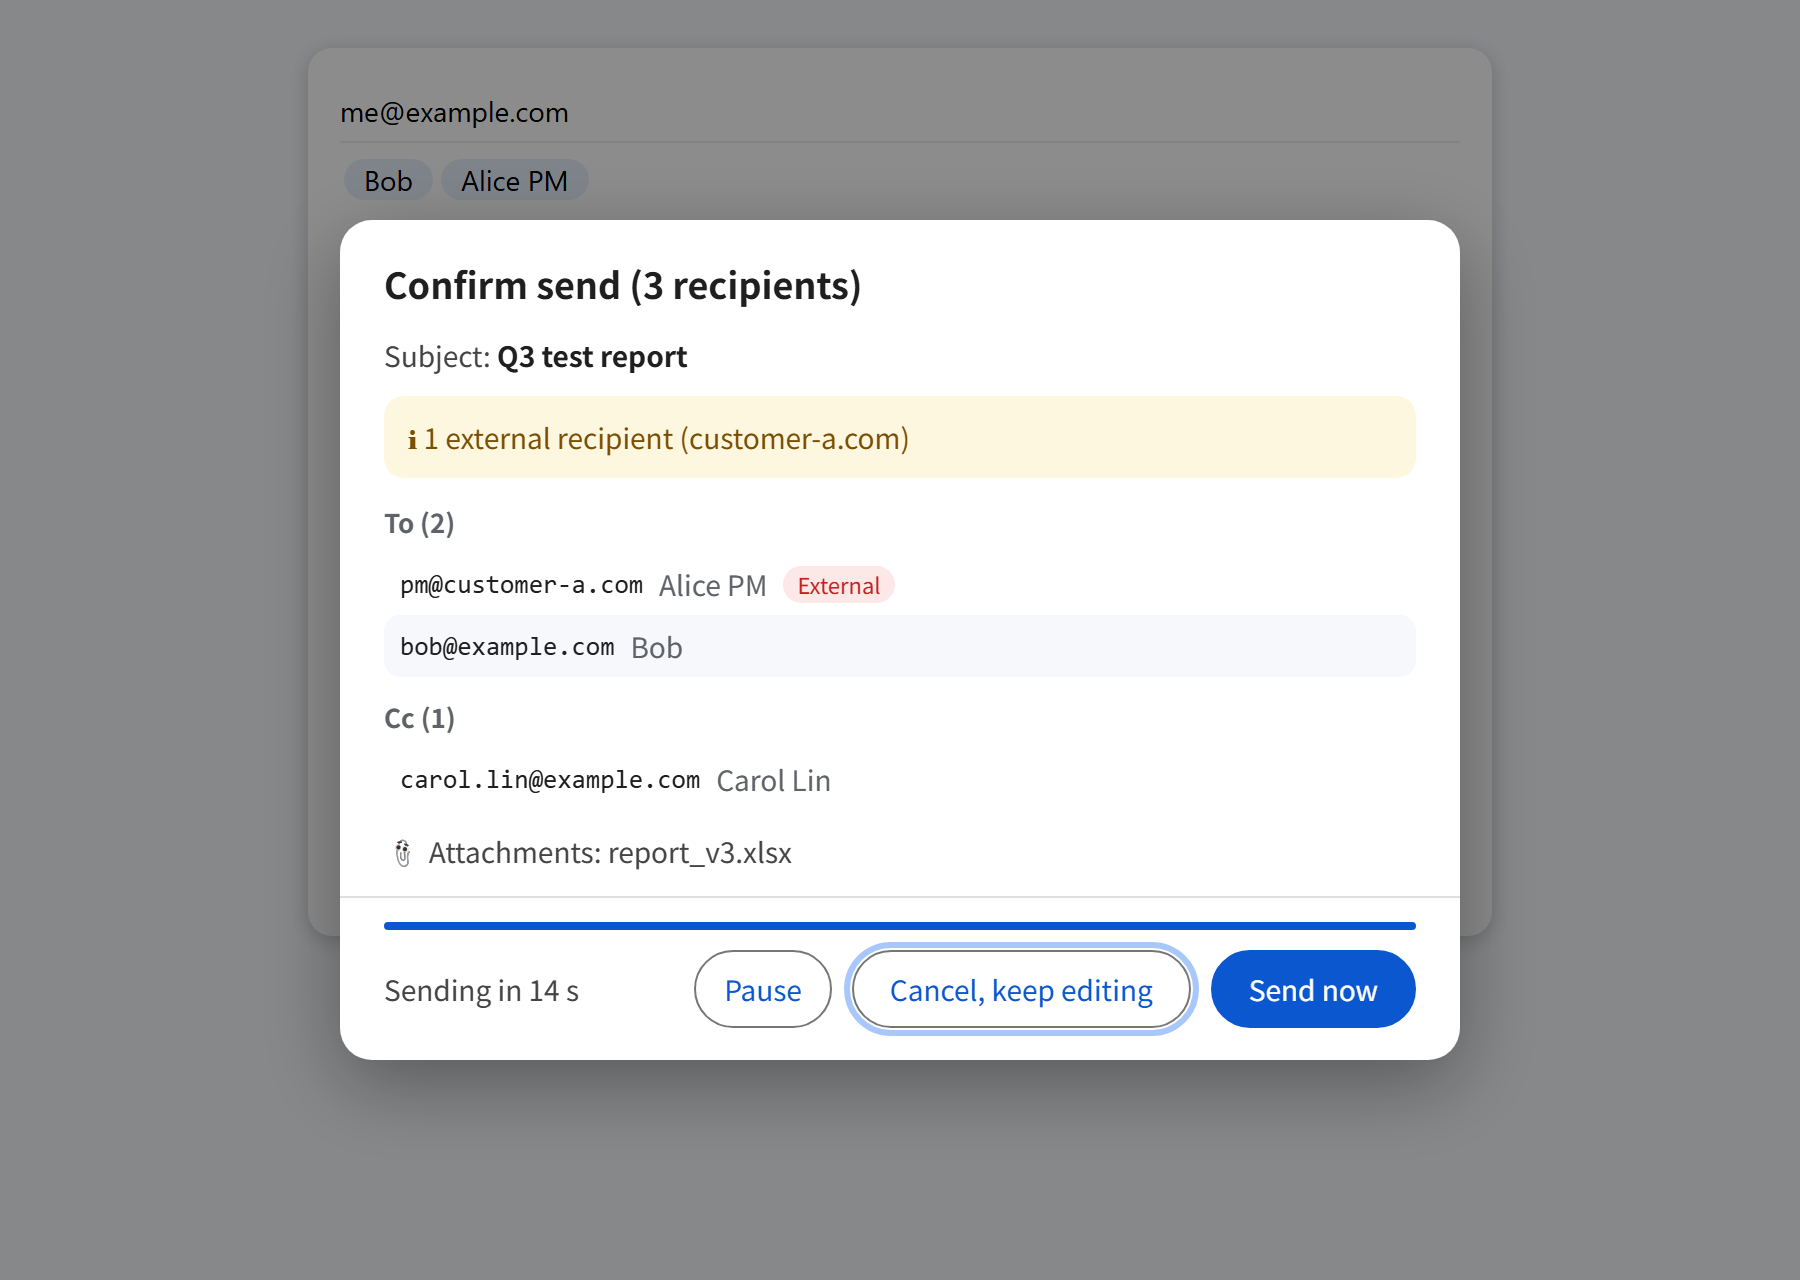 me@example.com
Bob Alice PM
Confirm send (3 recipients)
Subject: Q3 test report
ℹ 1 external recipient (customer-a.com)
To (2)
pm@customer-a.com Alice PM External
bob@example.com Bob
Cc (1)
carol.lin@example.com Carol Lin
Attachments: report_v3.xlsx
Sending in 14 s Pause Cancel, keep editing Send now